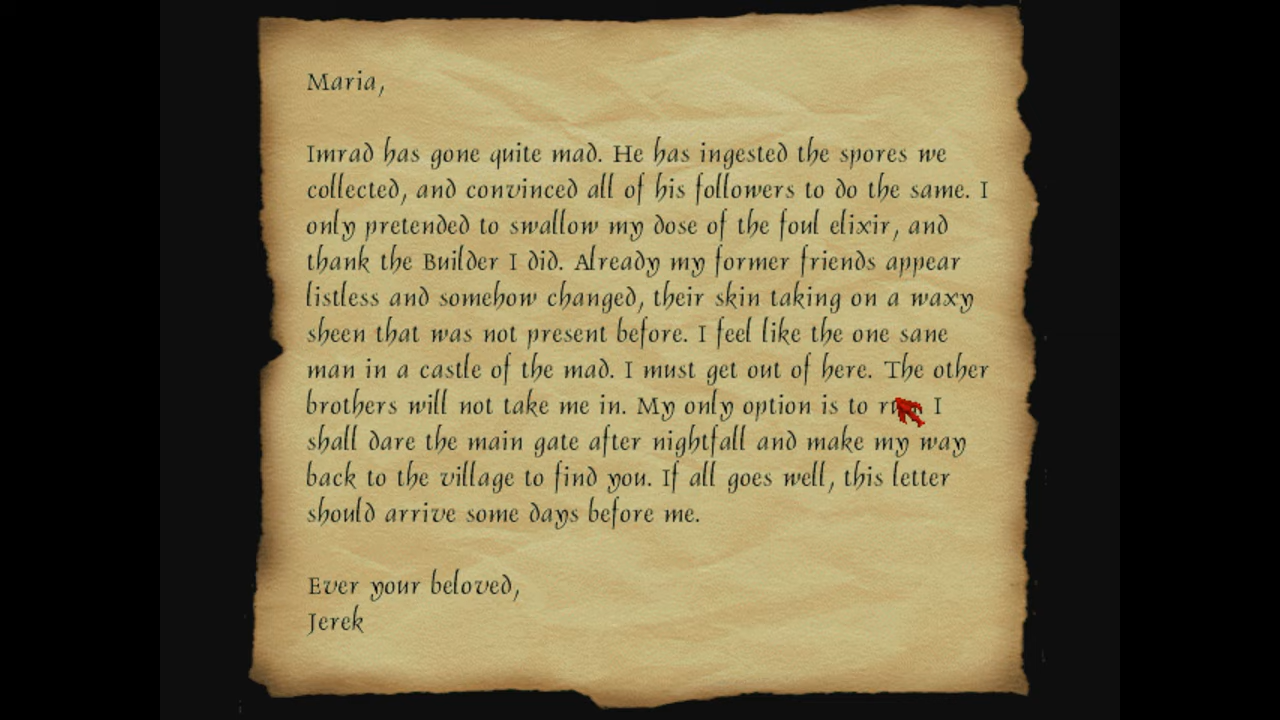 Maria,
Imrad has gone quite mad. He has ingested the spores we
collected, and convinced all of his followers to do the same. I
only pretended to swallow my dose of the foul elixir, and
thank the Builder I did. Already my former friends appear
listless and somehow changed, their skin taking on a waxy
sheen that was not present before. I feel like the one sane
man in a castle of the mad. I must get out of here. The other
brothers will not take me in. My only option is to I
shall dare the main gate after nightfall and make my way
back to the village to find you. If all goes well, this letter
should arrive some days before me.
Ever your beloved,
Jerek